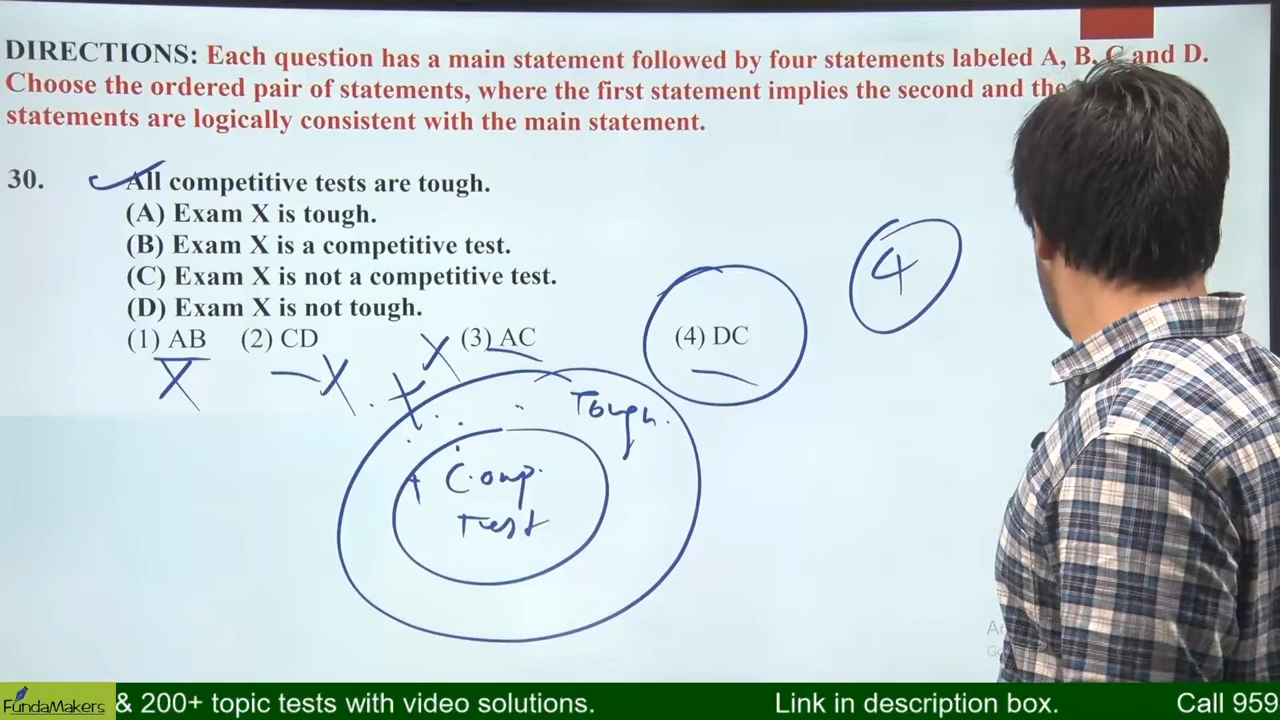 DIRECTIONS: Each question has a main statement followed by four statements labeled A, B, C and D.
Choose the ordered pair of statements, where the first statement implies the second and the
statements are logically consistent with the main statement.
30. All competitive tests are tough.
(A) Exam X is tough.
(B) Exam X is a competitive test.
(C) Exam X is not a competitive test.
(D) Exam X is not tough.
(1) AB (2) CD (3) AC (4) DC
4
Tough
Comp.
Test
FundaMakers
& 200+ topic tests with video solutions. Link in description box. Call 959